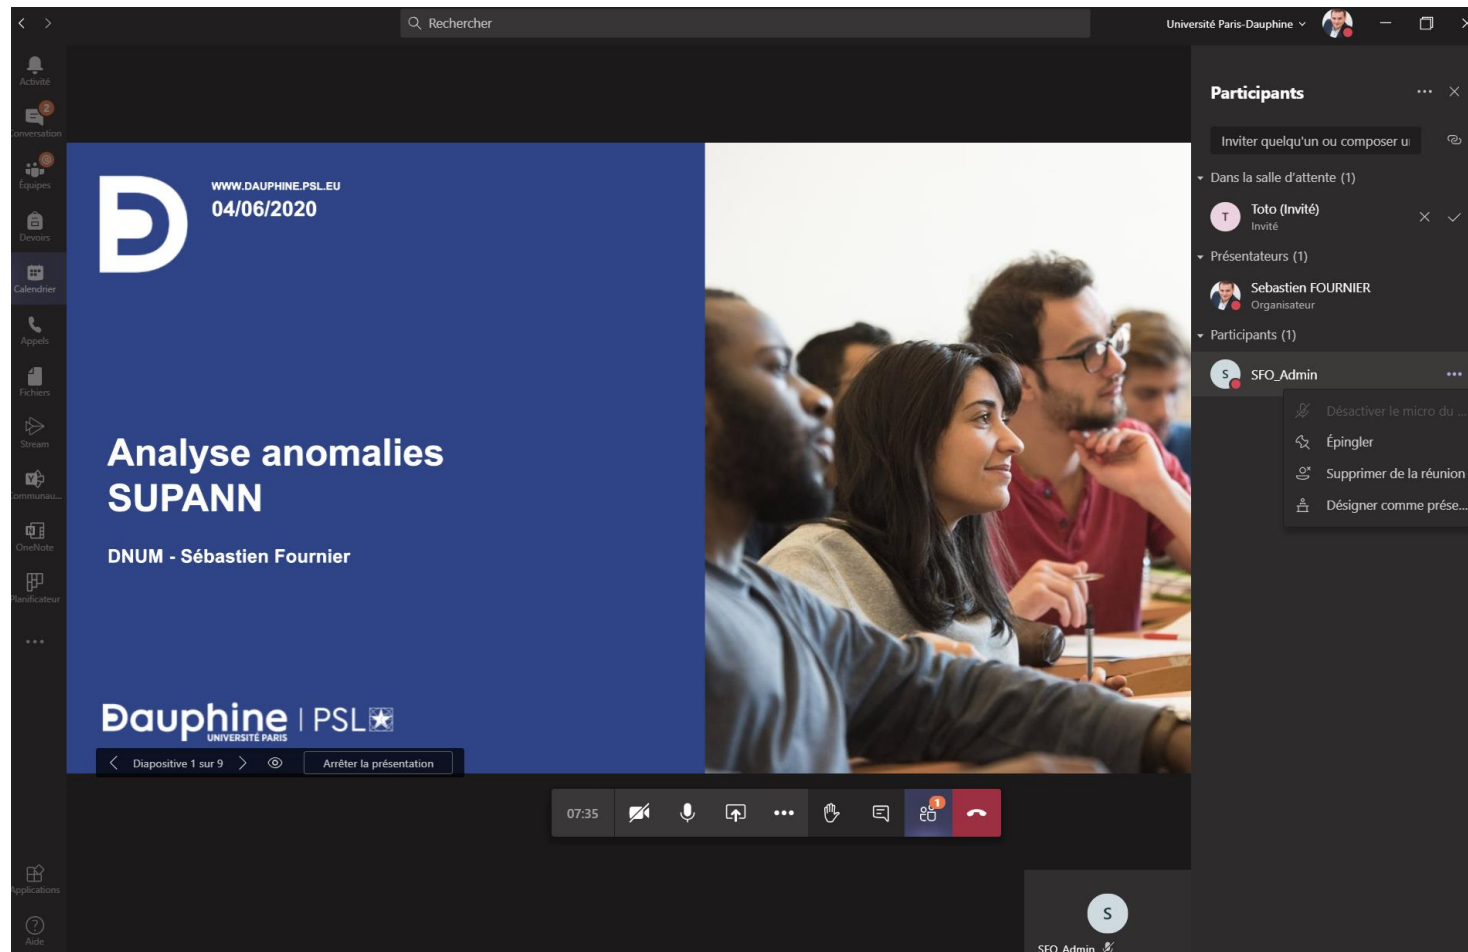 Rechercher
Université Paris-Dauphine
Activité
2
Conversation
Équipes
Devoirs
Calendrier
Appels
Fichiers
Stream
Communau...
OneNote
Planificateur
Applications
Aide
WWW.DAUPHINE.PSL.EU
04/06/2020
Analyse anomalies
SUPANN
DNUM - Sébastien Fournier
Dauphine | PSL
UNIVERSITÉ PARIS
Diapositive 1 sur 9
Arrêter la présentation
07:35
1
S
SFO_Admin
Participants
Inviter quelqu'un ou composer u
Dans la salle d'attente (1)
T
Toto (Invité)
Invité
Présentateurs (1)
Sebastien FOURNIER
Organisateur
Participants (1)
S
SFO_Admin
Désactiver le micro du ...
Épingler
Supprimer de la réunion
Désigner comme prése...